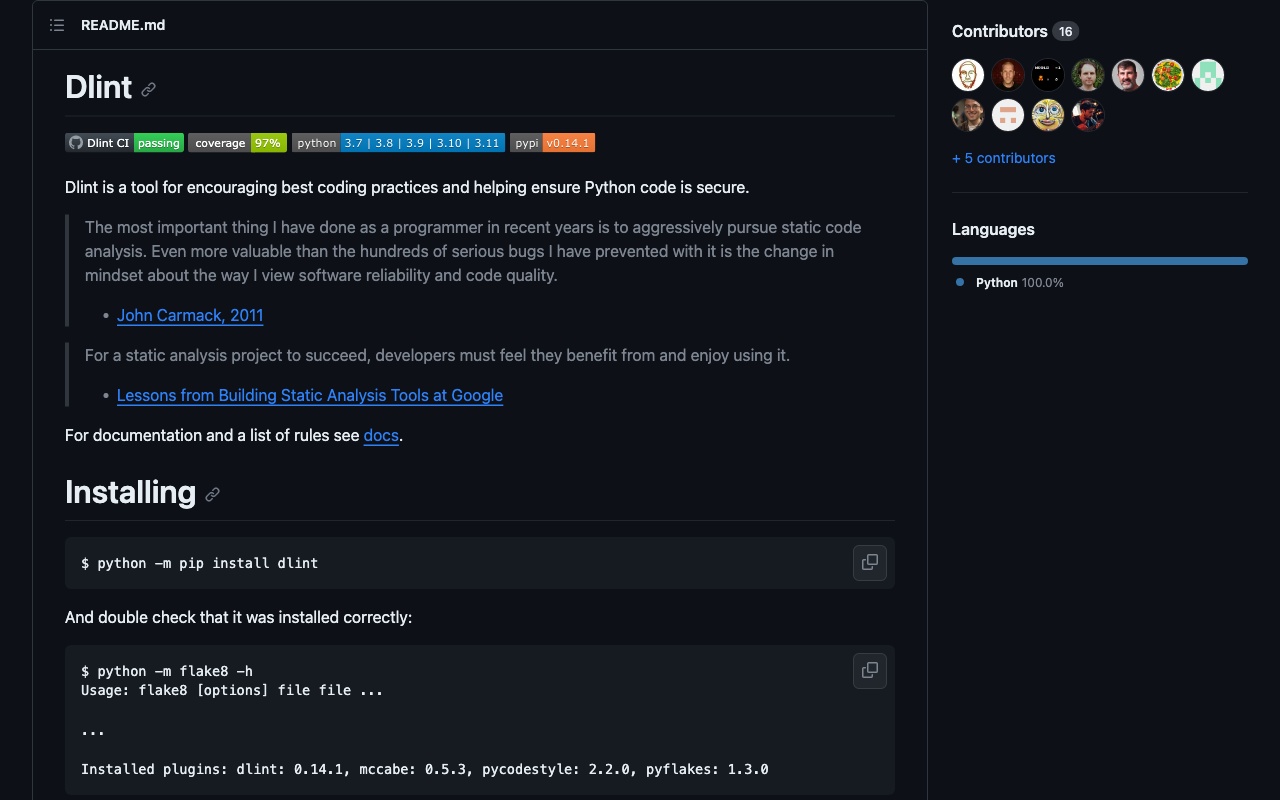 README.md
Dlint
Dlint CI passing coverage 97% python 3.7 | 3.8 | 3.9 | 3.10 | 3.11 pypi v0.14.1
Dlint is a tool for encouraging best coding practices and helping ensure Python code is secure.
The most important thing I have done as a programmer in recent years is to aggressively pursue static code
analysis. Even more valuable than the hundreds of serious bugs I have prevented with it is the change in
mindset about the way I view software reliability and code quality.
• John Carmack, 2011
For a static analysis project to succeed, developers must feel they benefit from and enjoy using it.
• Lessons from Building Static Analysis Tools at Google
For documentation and a list of rules see docs.
Installing
$ python -m pip install dlint
And double check that it was installed correctly:
$ python -m flake8 -h
Usage: flake8 [options] file file ...
...
Installed plugins: dlint: 0.14.1, mccabe: 0.5.3, pycodestyle: 2.2.0, pyflakes: 1.3.0
Contributors 16
+ 5 contributors
Languages
Python 100.0%